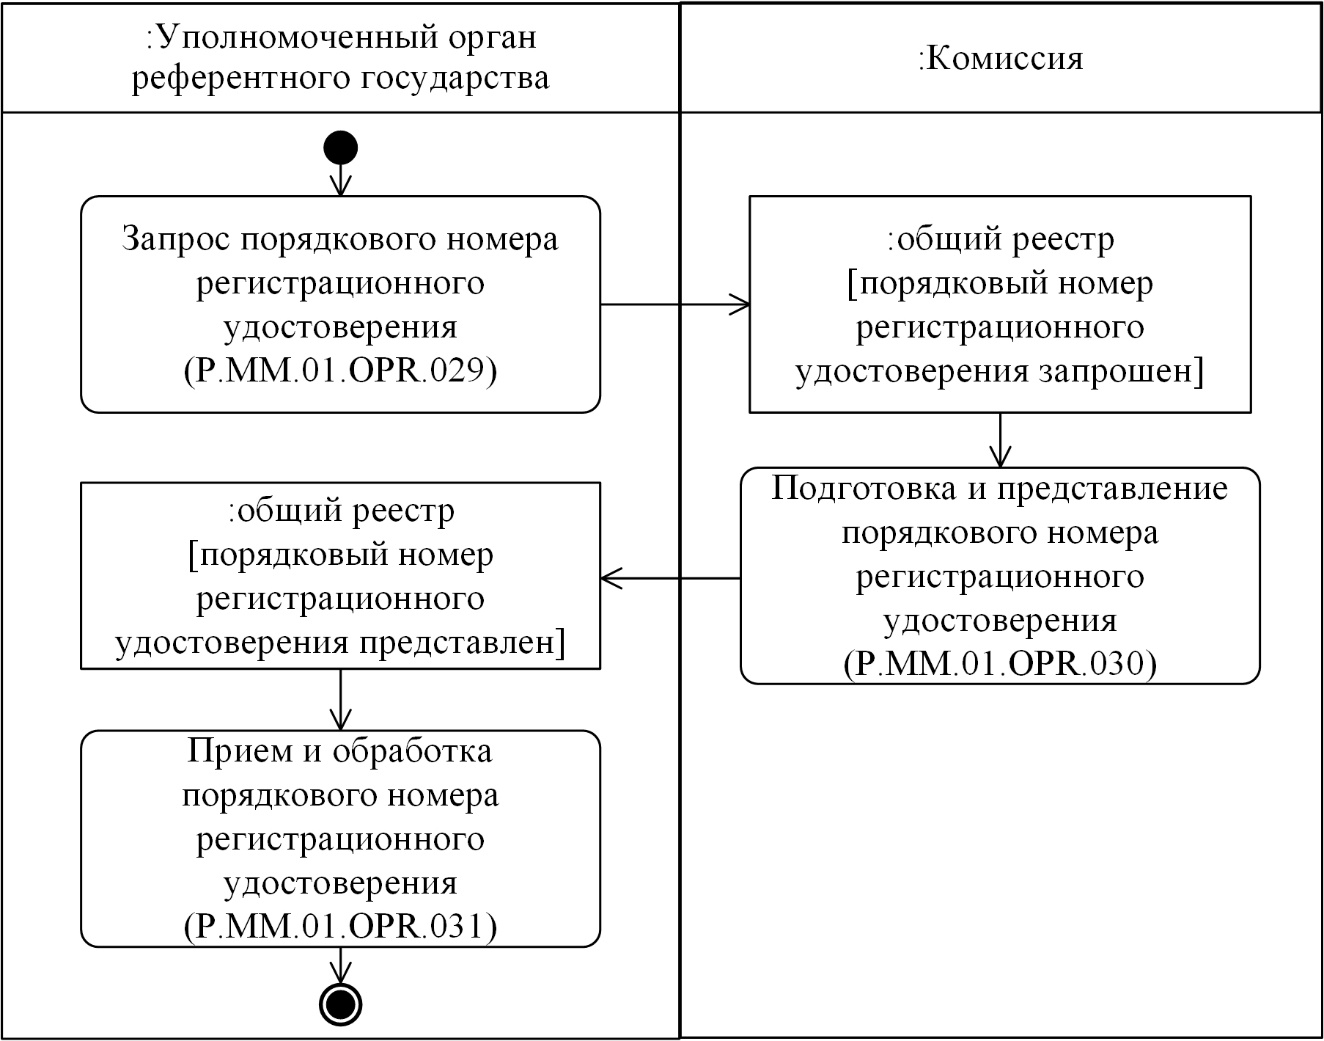 :Уполномоченный орган
референтного государства
:Комиссия
Запрос порядкового номера
регистрационного
удостоверения
(P.MM.01.OPR.029)
:общий реестр
[порядковый номер
регистрационного
удостоверения запрошен]
Подготовка и представление
порядкового номера
регистрационного
удостоверения
(P.MM.01.OPR.030)
:общий реестр
[порядковый номер
регистрационного
удостоверения представлен]
Прием и обработка
порядкового номера
регистрационного
удостоверения
(P.MM.01.OPR.031)